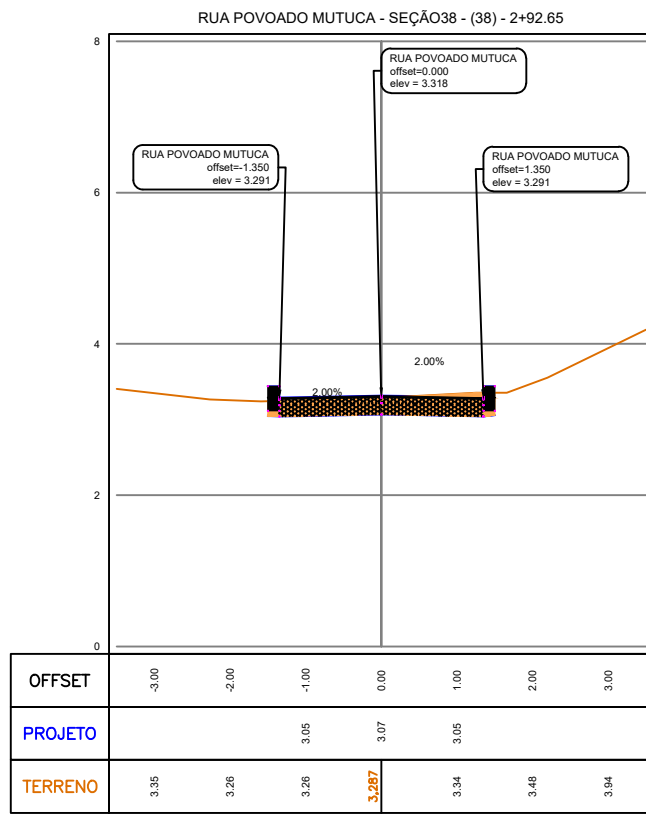 RUA POVOADO MUTUCA - SEÇÃO38 - (38) - 2+92.65
8
RUA POVOADO MUTUCA
offset=0.000
elev = 3.318
RUA POVOADO MUTUCA
offset=-1.350
elev = 3.291
RUA POVOADO MUTUCA
offset=1.350
elev = 3.291
6
4
2.00%
2.00%
2
0
OFFSET -3.00 -2.00 -1.00 0.00 1.00 2.00 3.00
PROJETO 3.05 3.07 3.05
TERRENO 3.35 3.26 3.26 3,287 3.34 3.48 3.94